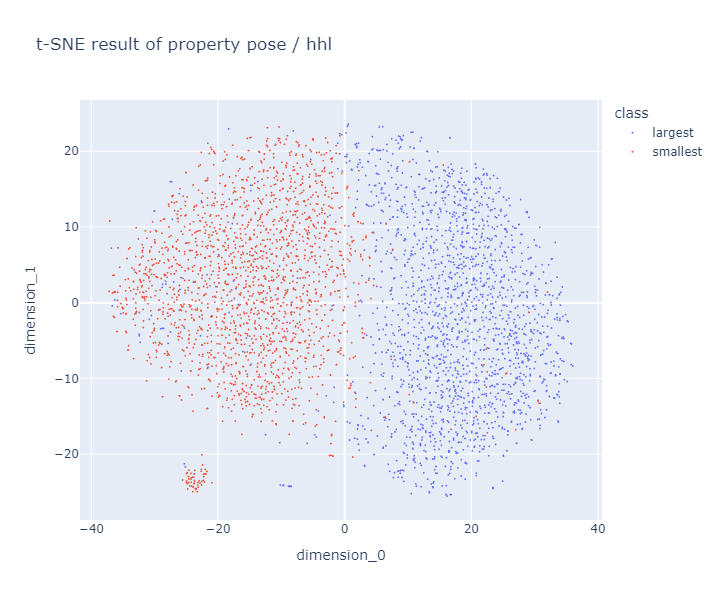 t-SNE result of property pose / hhl
class
largest
smallest
20
10
0
−10
−20
dimension_1
−40
−20
0
20
40
dimension_0